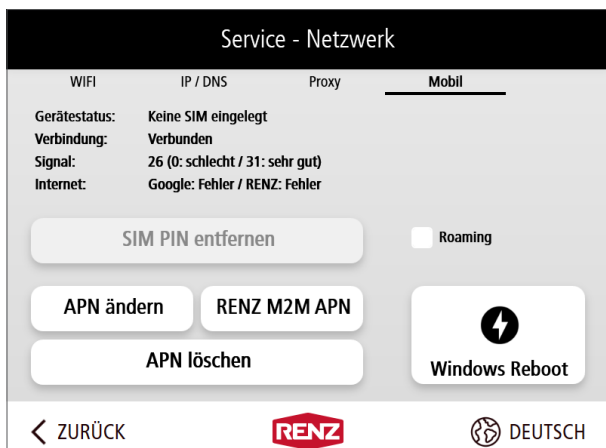 Service - Netzwerk
WIFI IP / DNS Proxy Mobil
Gerätestatus: Keine SIM eingelegt
Verbindung: Verbunden
Signal: 26 (0: schlecht / 31: sehr gut)
Internet: Google: Fehler / RENZ: Fehler
SIM PIN entfernen Roaming
APN ändern RENZ M2M APN
APN löschen Windows Reboot
ZURÜCK RENZ DEUTSCH